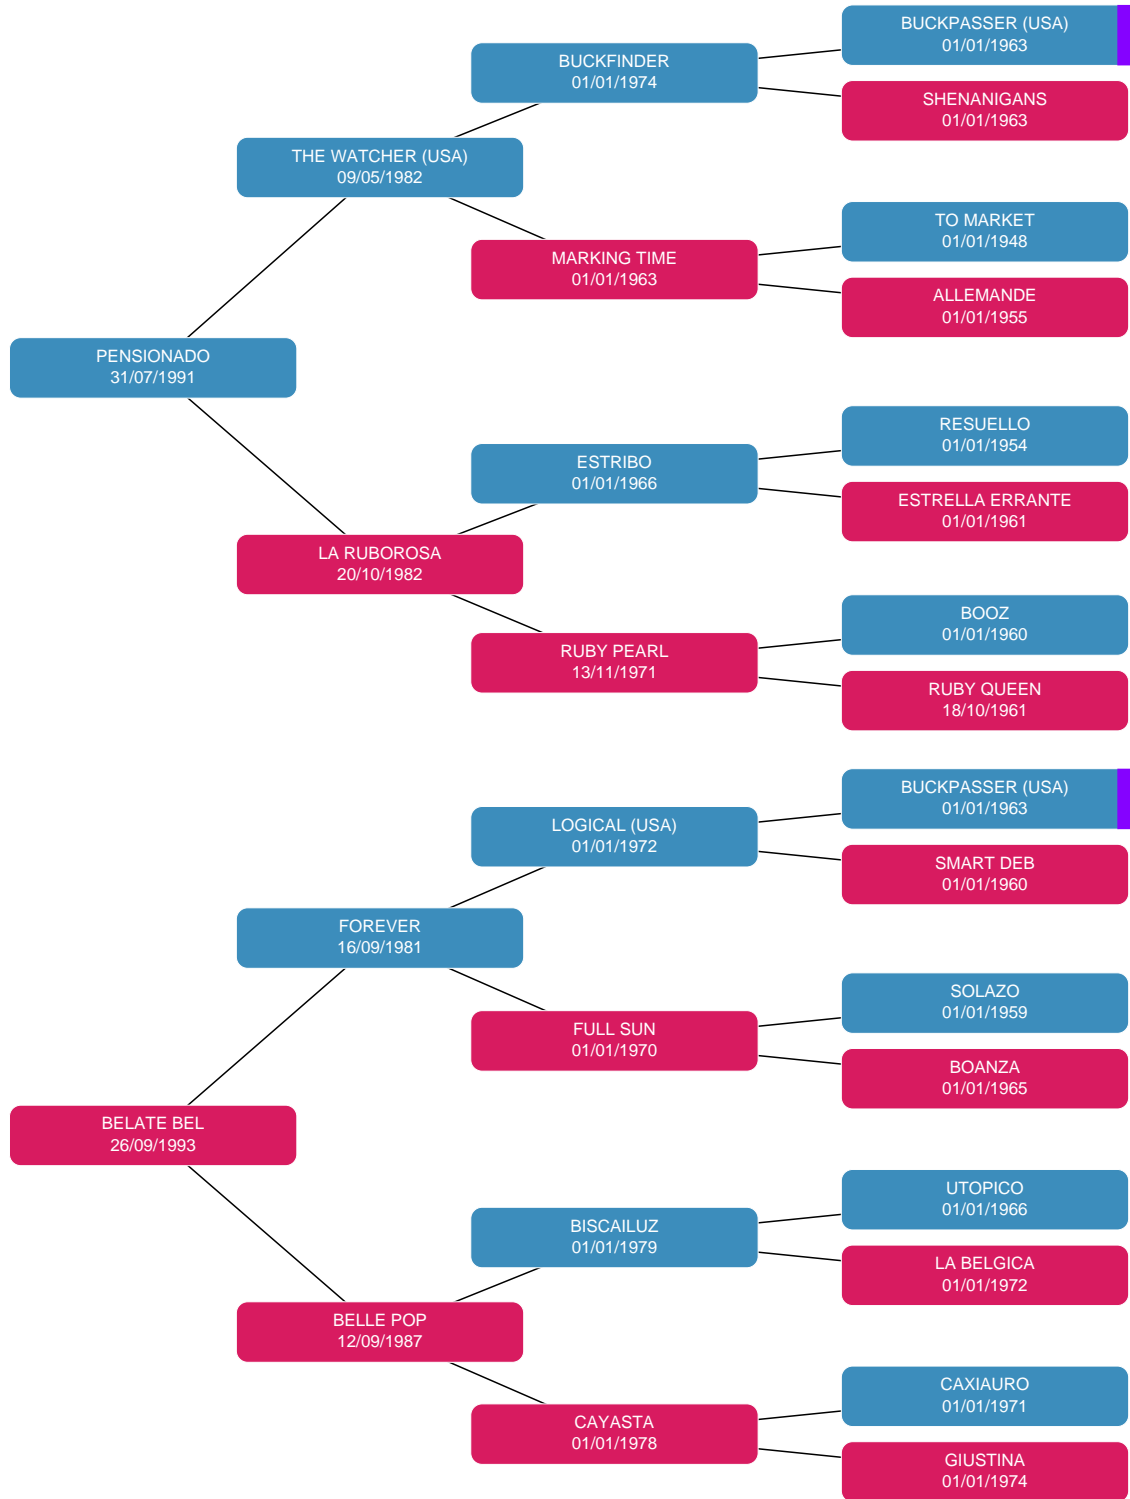 BUCKPASSER (USA)
01/01/1963
BUCKFINDER
01/01/1974
SHENANIGANS
01/01/1963
THE WATCHER (USA)
09/05/1982
TO MARKET
01/01/1948
MARKING TIME
01/01/1963
ALLEMANDE
01/01/1955
PENSIONADO
31/07/1991
RESUELLO
01/01/1954
ESTRIBO
01/01/1966
ESTRELLA ERRANTE
01/01/1961
LA RUBOROSA
20/10/1982
BOOZ
01/01/1960
RUBY PEARL
13/11/1971
RUBY QUEEN
18/10/1961
BUCKPASSER (USA)
01/01/1963
LOGICAL (USA)
01/01/1972
SMART DEB
01/01/1960
FOREVER
16/09/1981
SOLAZO
01/01/1959
FULL SUN
01/01/1970
BOANZA
01/01/1965
BELATE BEL
26/09/1993
UTOPICO
01/01/1966
BISCAILUZ
01/01/1979
LA BELGICA
01/01/1972
BELLE POP
12/09/1987
CAXIAURO
01/01/1971
CAYASTA
01/01/1978
GIUSTINA
01/01/1974